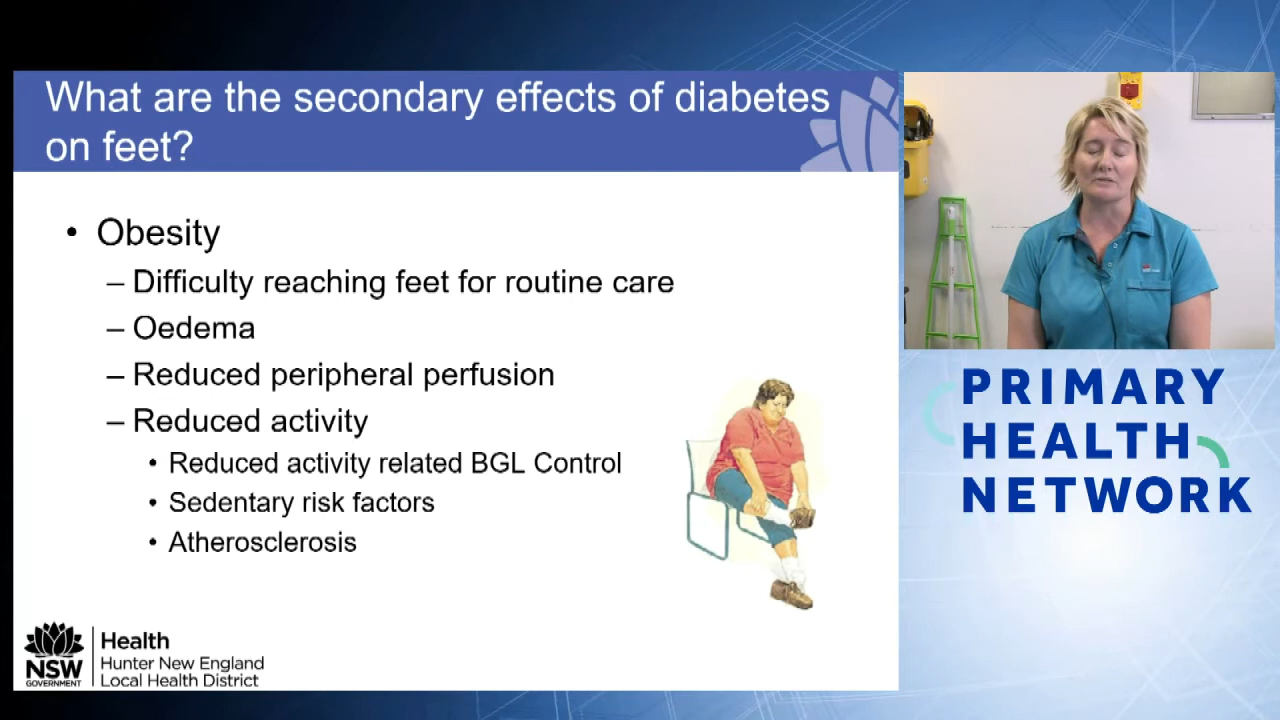 What are the secondary effects of diabetes
on feet?
• Obesity
– Difficulty reaching feet for routine care
– Oedema
– Reduced peripheral perfusion
– Reduced activity
• Reduced activity related BGL Control
• Sedentary risk factors
• Atherosclerosis
NSW
GOVERNMENT
Health
Hunter New England
Local Health District
PRIMARY
HEALTH
NETWORK